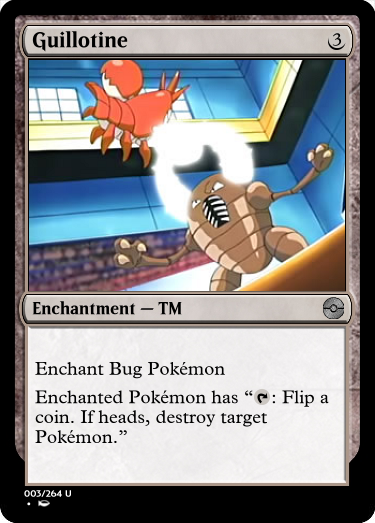 Guillotine 3
Enchantment — TM
Enchant Bug Pokémon
Enchanted Pokémon has “: Flip a
coin. If heads, destroy target
Pokémon.”
003/264 U